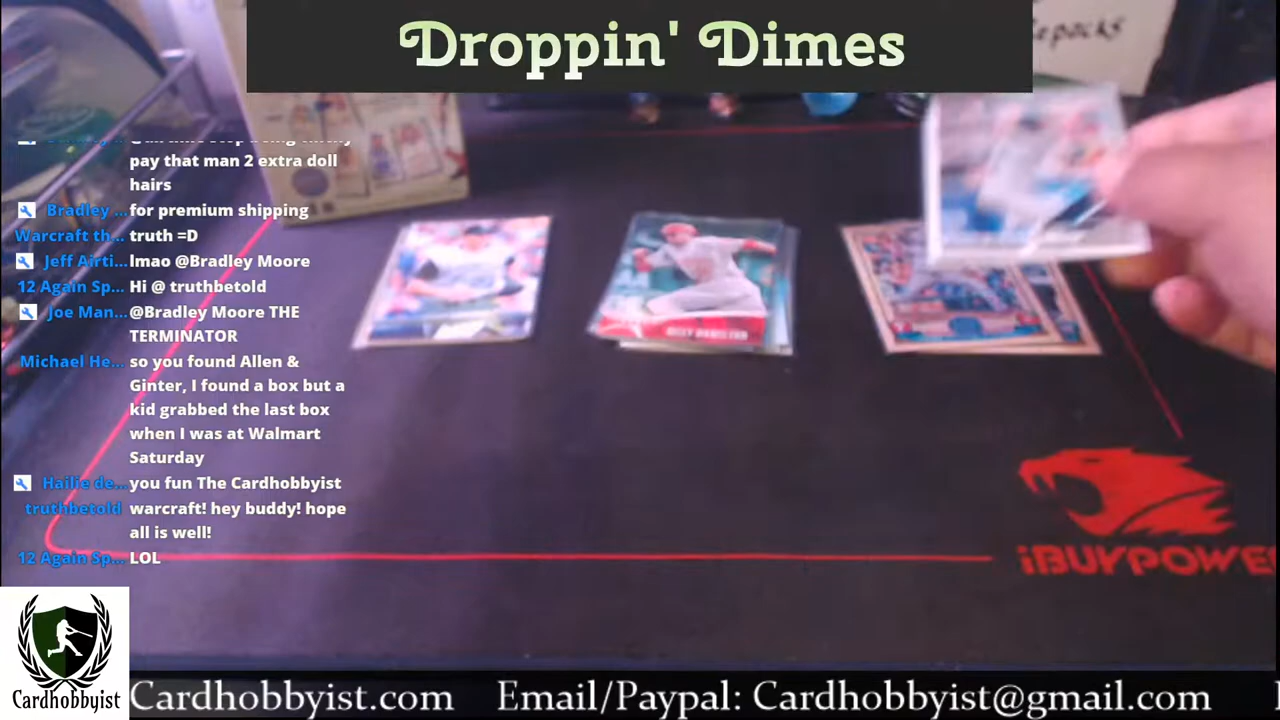 Droppin' Dimes
epacks
pay that man 2 extra doll
hairs
Bradley ... for premium shipping
Warcraft th... truth =D
Jeff Airti... lmao @Bradley Moore
12 Again Sp... Hi @ truthbetold
Joe Man... @Bradley Moore THE
TERMINATOR
Michael He... so you found Allen &
Ginter, I found a box but a
kid grabbed the last box
when I was at Walmart
Saturday
Hailie de... you fun The Cardhobbyist
truthbetold warcraft! hey buddy! hope
all is well!
12 Again Sp... LOL
BILLY HAMILTON
iBUYPOWE
Cardhobbyist
Cardhobbyist.com Email/Paypal: Cardhobbyist@gmail.com